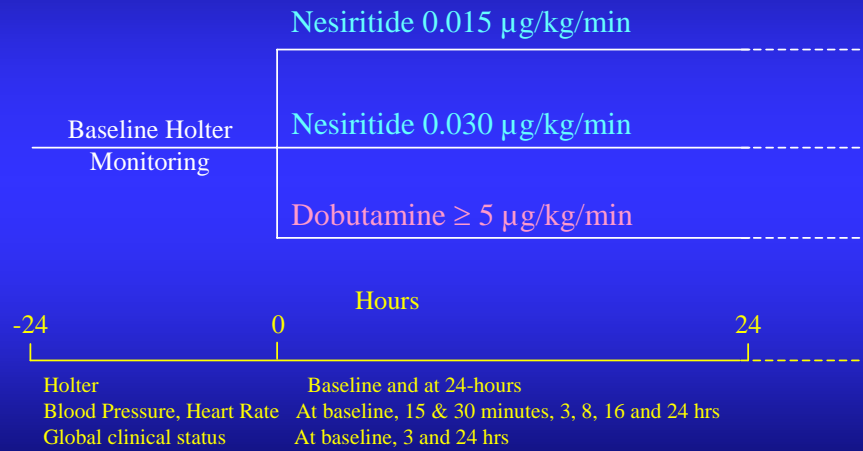 Nesiritide 0.015 µg/kg/min
Baseline Holter
Monitoring
Nesiritide 0.030 µg/kg/min
Dobutamine ≥ 5 µg/kg/min
Hours
-24 0 24
Holter Baseline and at 24-hours
Blood Pressure, Heart Rate At baseline, 15 & 30 minutes, 3, 8, 16 and 24 hrs
Global clinical status At baseline, 3 and 24 hrs